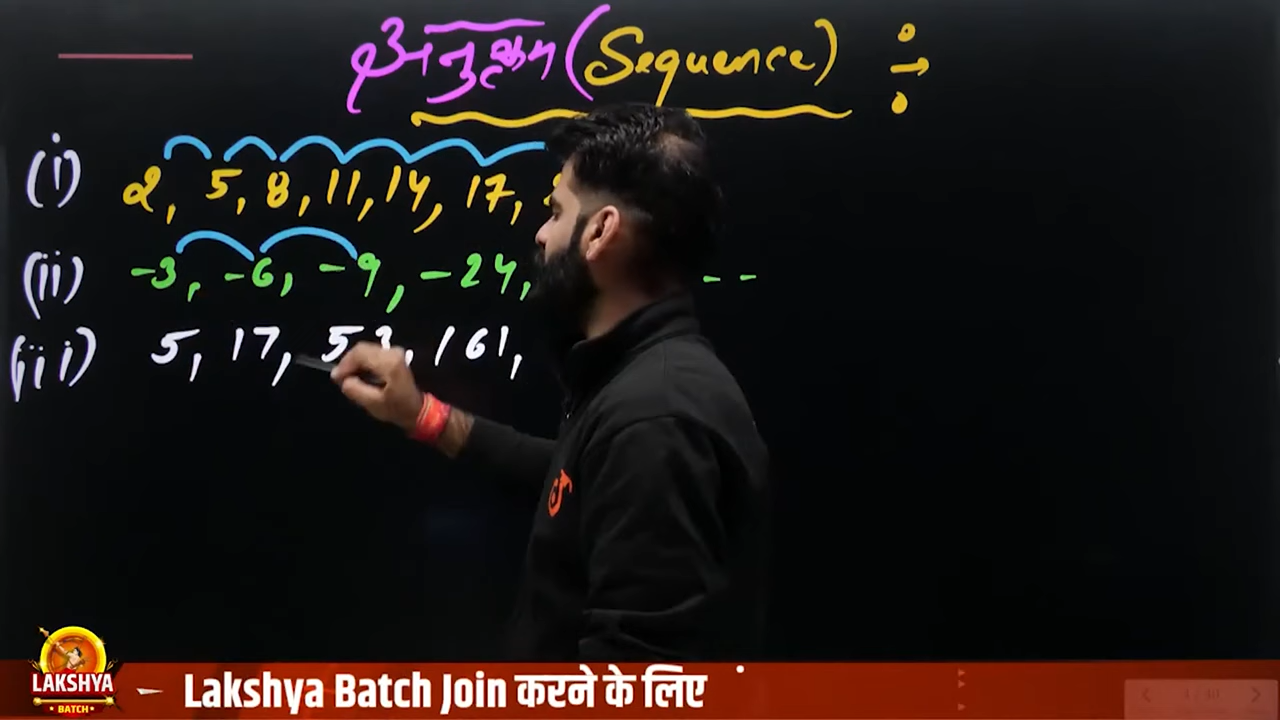 अनुक्रम (Sequence) :→
(i) 2, 5, 8, 11, 14, 17,
(ii) -3, -6, -9, -24, - -
(iii) 5, 17, 53, 161,
LAKSHYA
BATCH
Lakshya Batch Join करने के लिए